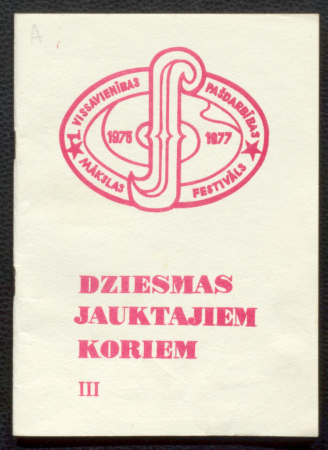 A
1. VISSAVIENĪBAS PAŠDARBĪBAS
1975 1977
MĀKSLAS FESTIVĀLS
DZIESMAS
JAUKTAJIEM
KORIEM
III